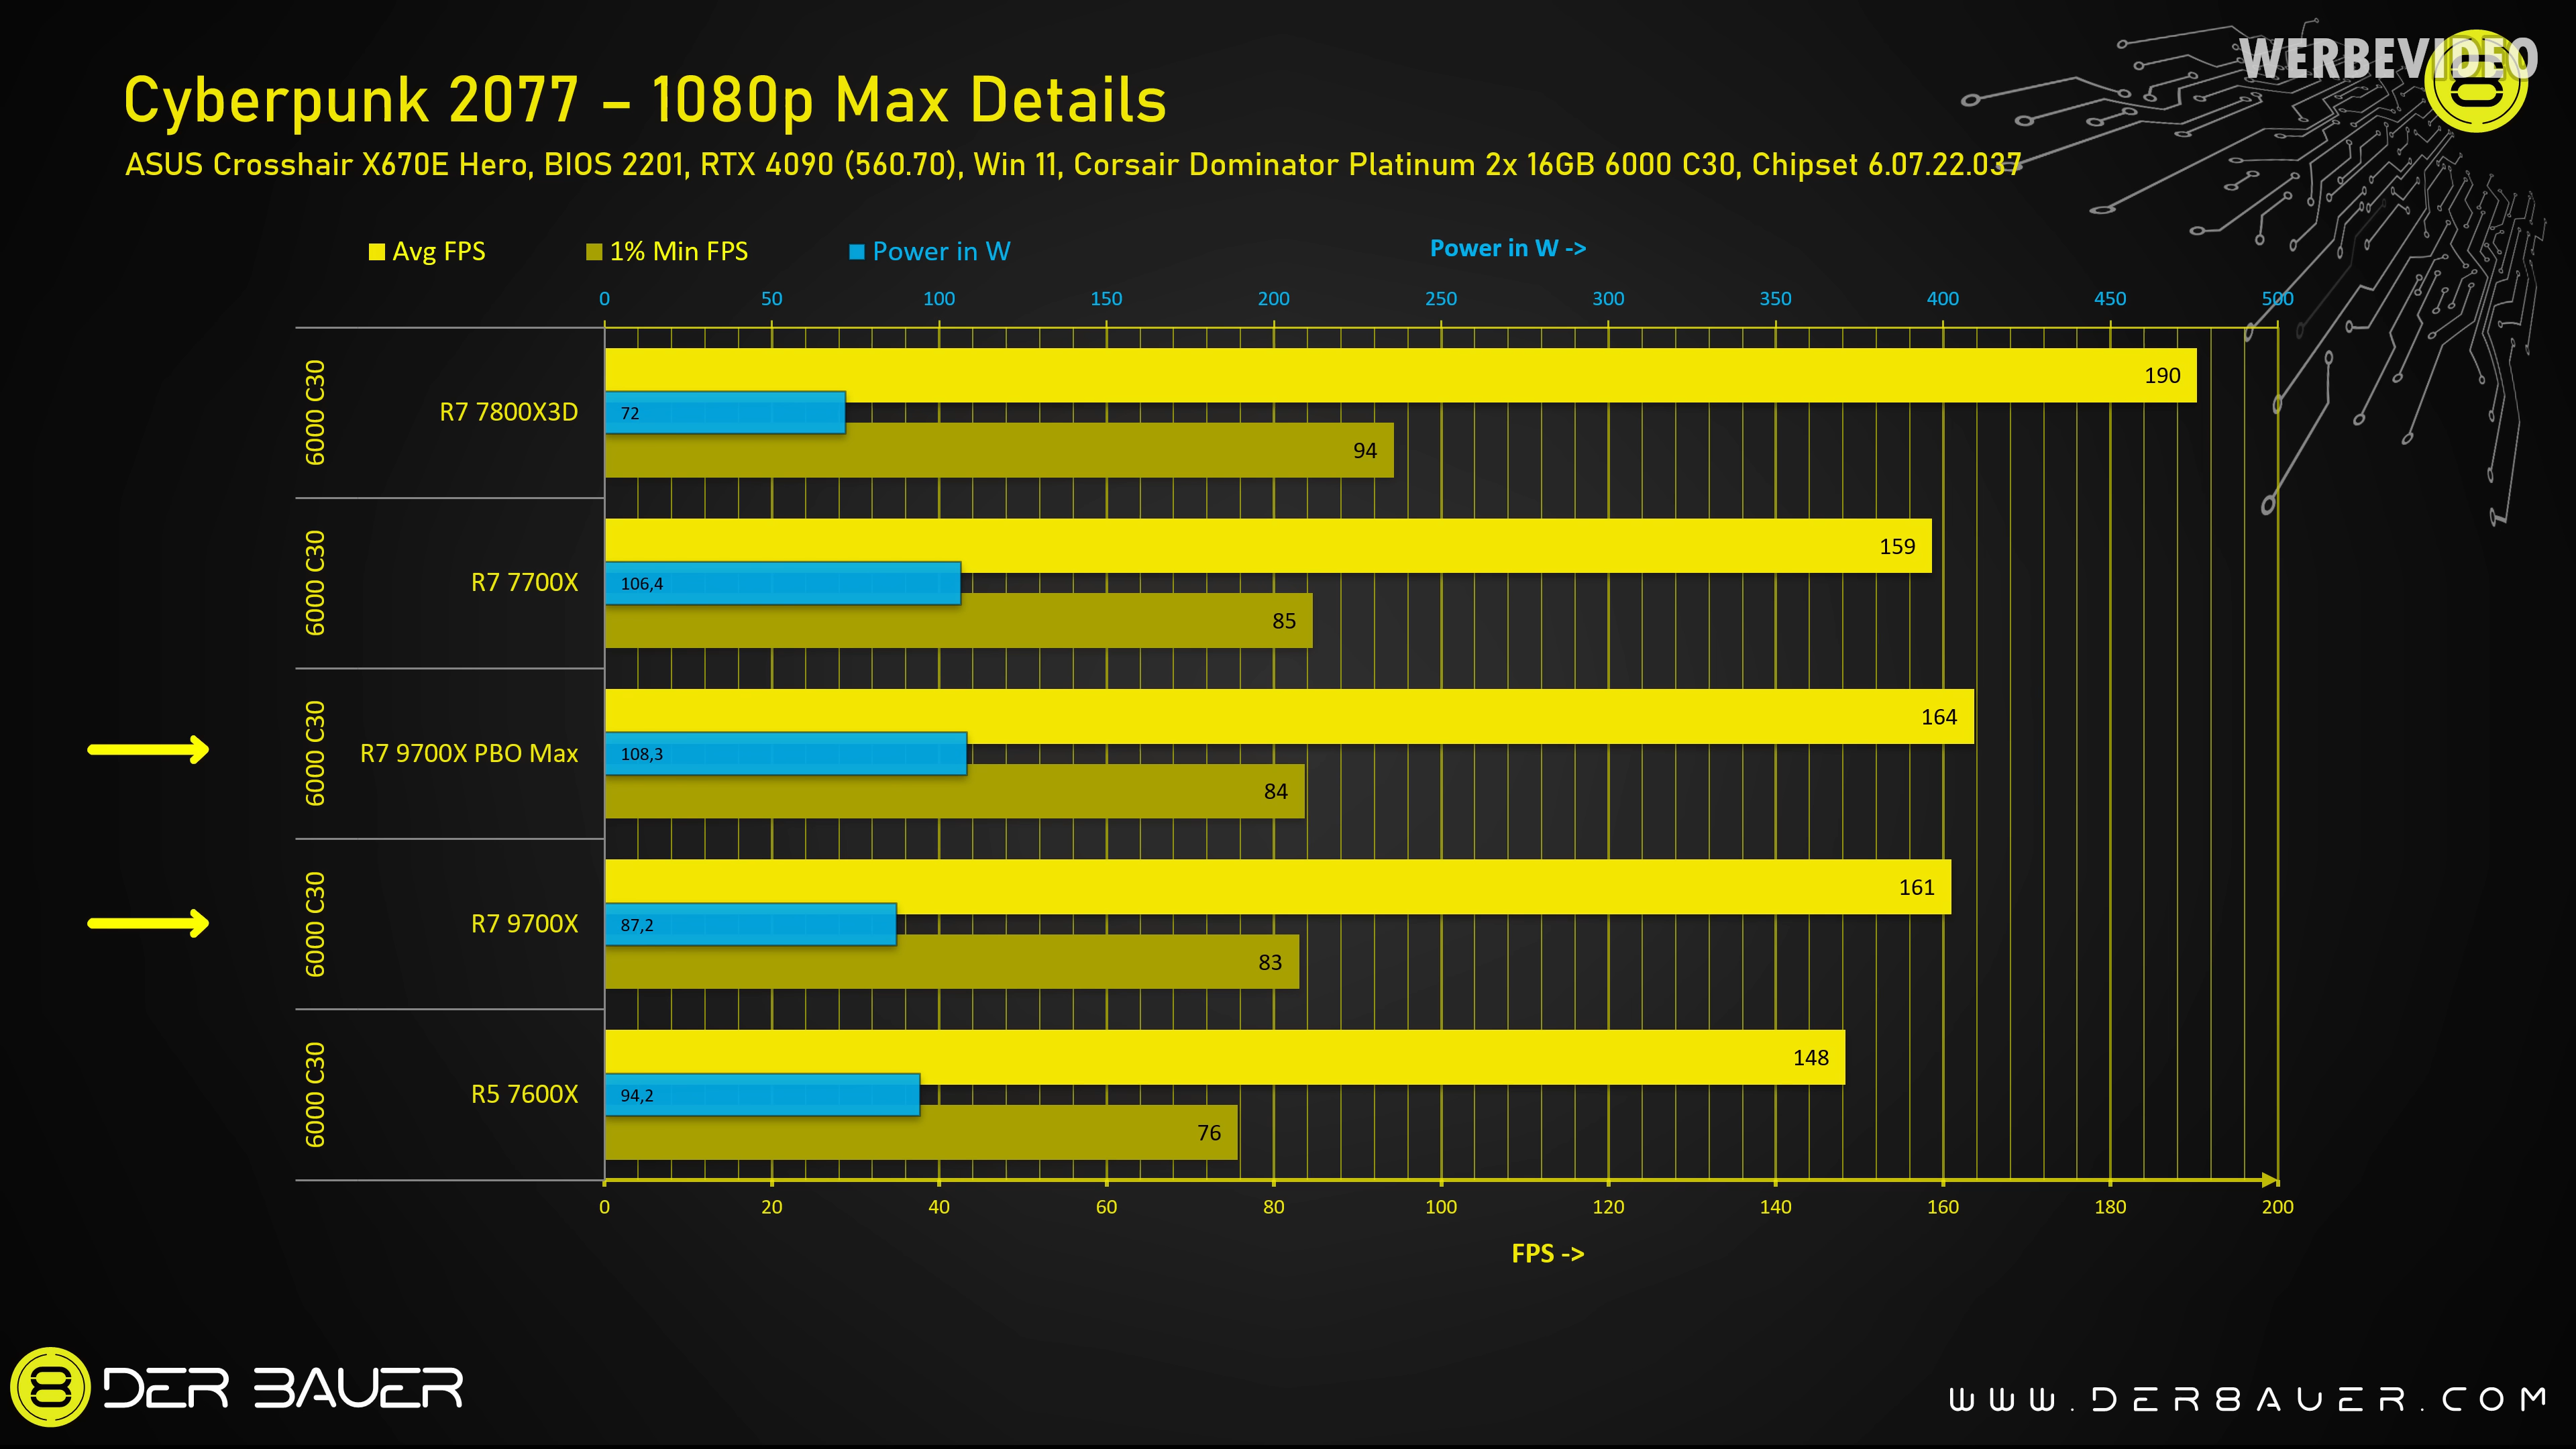 WERBEVIDEO
Cyberpunk 2077 – 1080p Max Details
ASUS Crosshair X670E Hero, BIOS 2201, RTX 4090 (560.70), Win 11, Corsair Dominator Platinum 2x 16GB 6000 C30, Chipset 6.07.22.037
Avg FPS 1% Min FPS Power in W Power in W ->
0 50 100 150 200 250 300 350 400 450 500
6000 C30
R7 7800X3D
190
72
94
6000 C30
R7 7700X
159
106,4
85
6000 C30
R7 9700X PBO Max
164
108,3
84
6000 C30
R7 9700X
161
87,2
83
6000 C30
R5 7600X
148
94,2
76
0 20 40 60 80 100 120 140 160 180 200
FPS ->
DER 8AUER
WWW.DER8AUER.COM